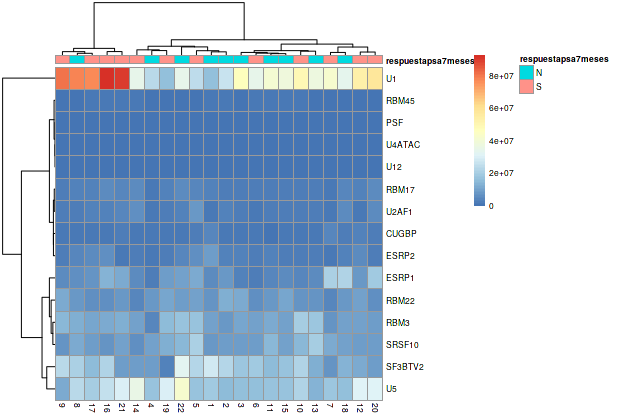 respuestapsa7meses
respuestapsa7meses
N
S
8e+07
6e+07
4e+07
2e+07
U1
RBM45
PSF
U4ATAC
U12
RBM17
U2AF1
CUGBP
ESRP2
ESRP1
RBM22
RBM3
SRSF10
SF3BTV2
U5
9 8 17 16 21 14 4 19 22 5 1 2 3 6 11 15 10 13 7 18 12 20